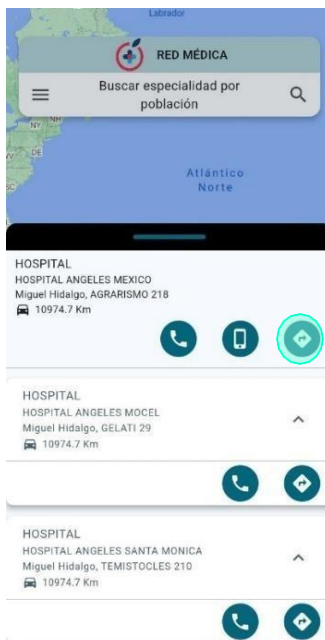 Labrador
RED MÉDICA
Buscar especialidad por
población
NY
NH
DE
Atlántico
Norte
HOSPITAL
HOSPITAL ANGELES MEXICO
Miguel Hidalgo, AGRARISMO 218
10974.7 Km
HOSPITAL
HOSPITAL ANGELES MOCEL
Miguel Hidalgo, GELATI 29
10974.7 Km
HOSPITAL
HOSPITAL ANGELES SANTA MONICA
Miguel Hidalgo, TEMISTOCLES 210
10974.7 Km